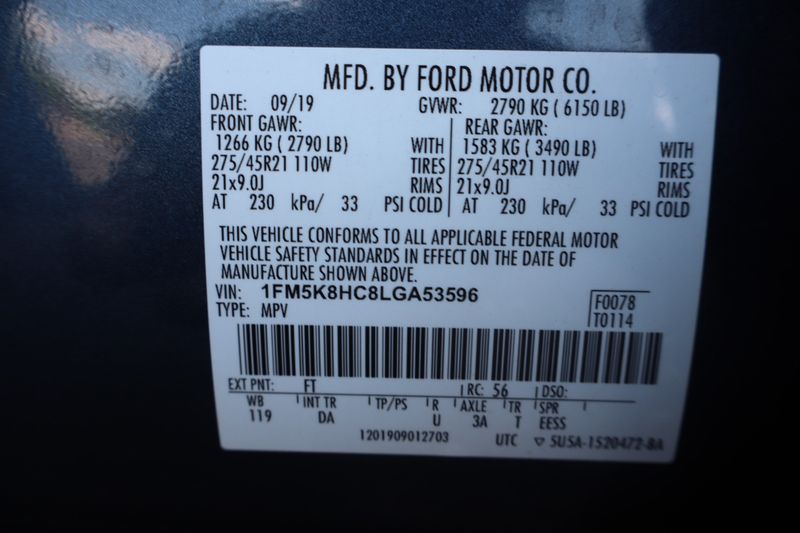 MFD. BY FORD MOTOR CO.
DATE: 09/19 GVWR: 2790 KG ( 6150 LB)
FRONT GAWR: REAR GAWR:
1266 KG ( 2790 LB) WITH 1583 KG ( 3490 LB) WITH
275/45R21 110W TIRES 275/45R21 110W TIRES
21x9.0J RIMS 21x9.0J RIMS
AT 230 kPa/ 33 PSI COLD AT 230 kPa/ 33 PSI COLD
THIS VEHICLE CONFORMS TO ALL APPLICABLE FEDERAL MOTOR
VEHICLE SAFETY STANDARDS IN EFFECT ON THE DATE OF
MANUFACTURE SHOWN ABOVE.
VIN: 1FM5K8HC8LGA53596 F0078
TYPE: MPV T0114
EXT PNT: FT RC: 56 DSO:
WB INT TR TP/PS R AXLE TR SPR
119 DA U 3A T EESS
1201909012703 UTC ▽ 5U5A-1520472-BA